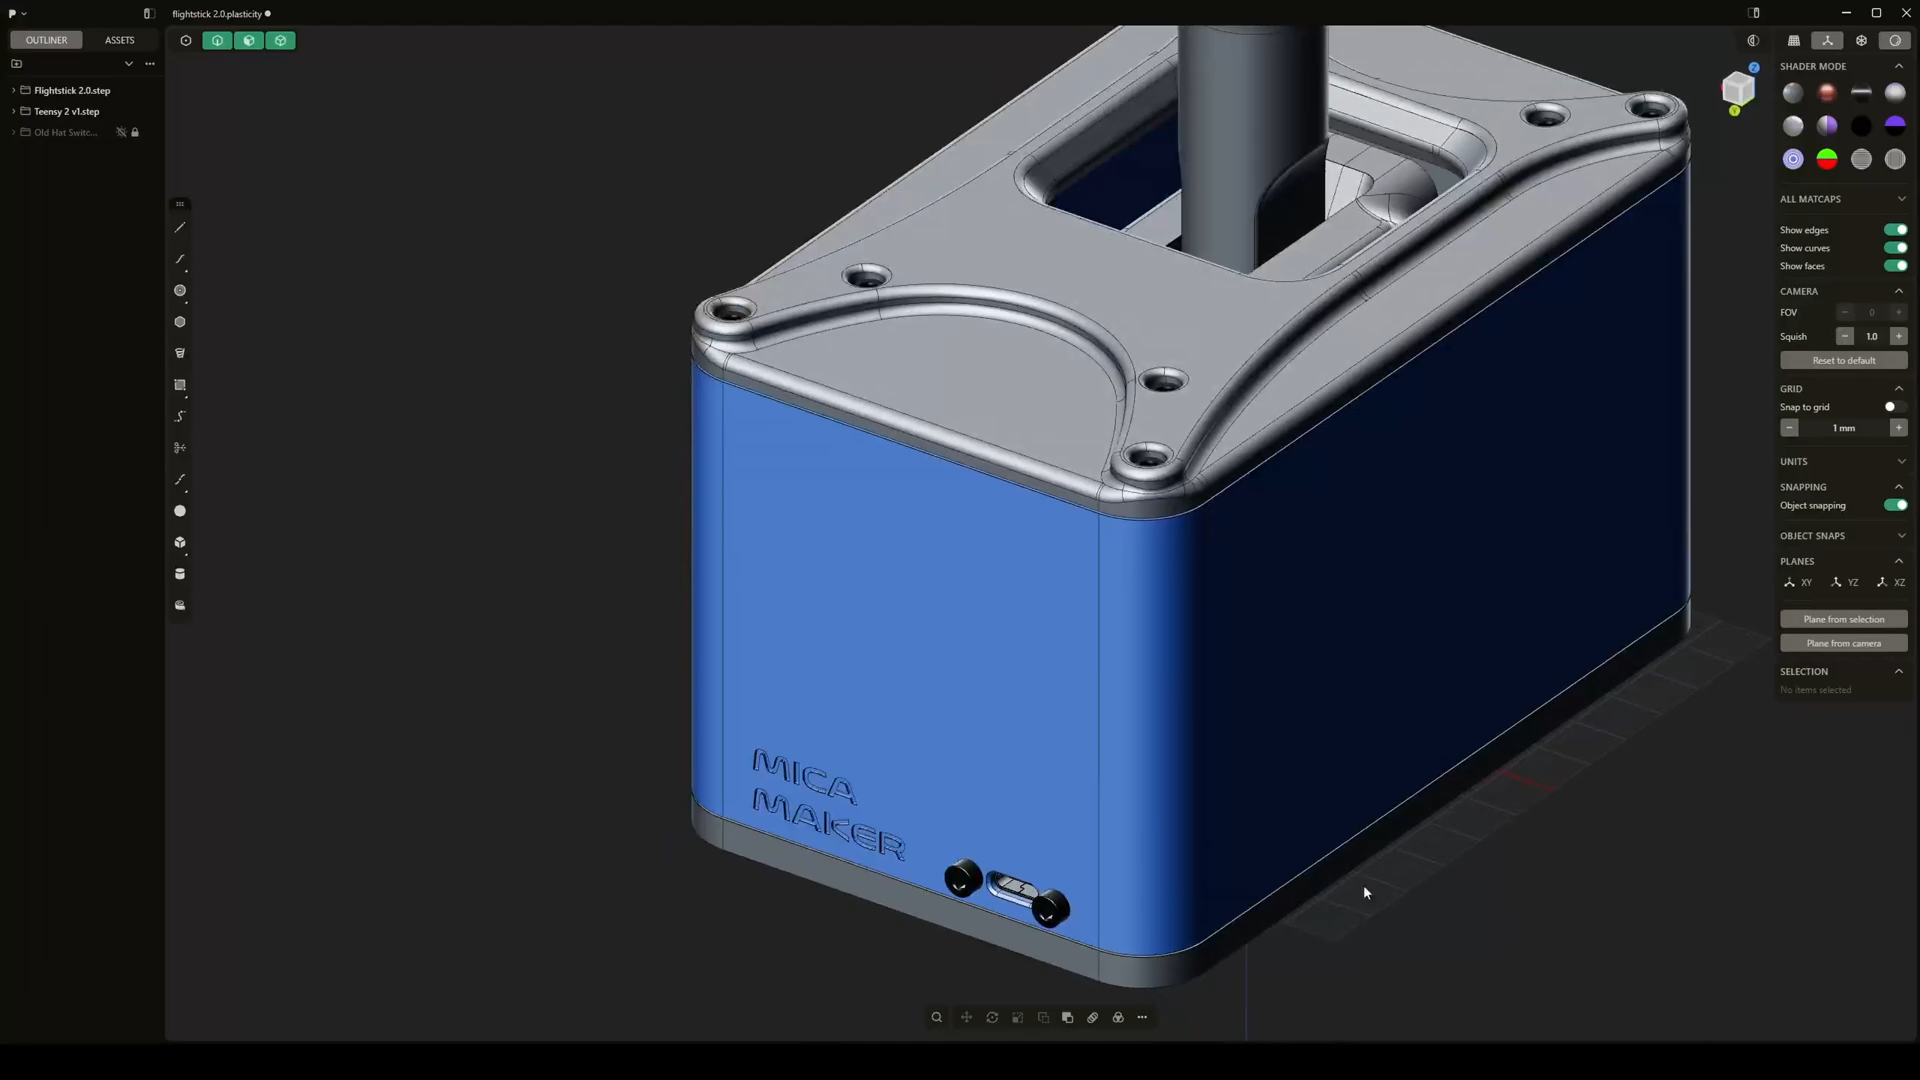 flightstick 2.0.plasticity
OUTLINER
ASSETS
Flightstick 2.0.step
Teensy 2 v1.step
Old Hat Switc...
MICA
MAKER
SHADER MODE
ALL MATCAPS
Show edges
Show curves
Show faces
CAMERA
FOV
0
Squish
1.0
Reset to default
GRID
Snap to grid
1 mm
UNITS
SNAPPING
Object snapping
OBJECT SNAPS
PLANES
XY
YZ
XZ
Plane from selection
Plane from camera
SELECTION
No items selected